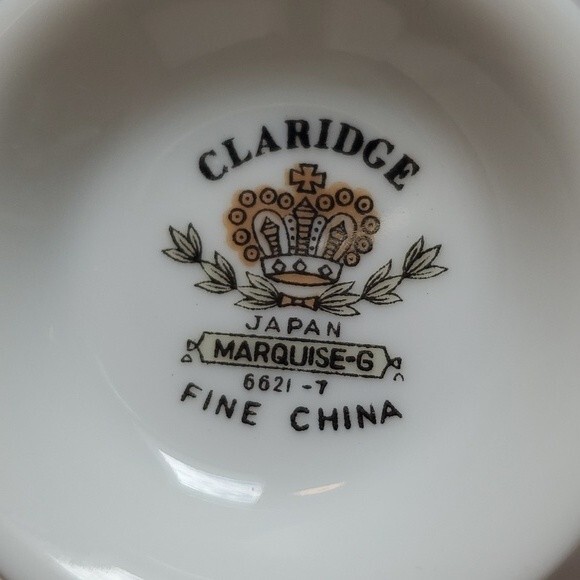 CLARIDGE
JAPAN
MARQUISE-G
6621-7
FINE CHINA